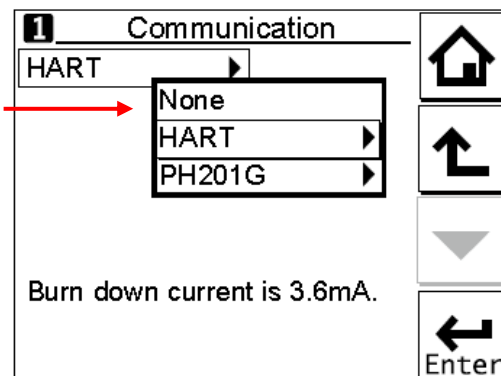 1 Communication
HART
None
HART
PH201G
Burn down current is 3.6mA.
Enter